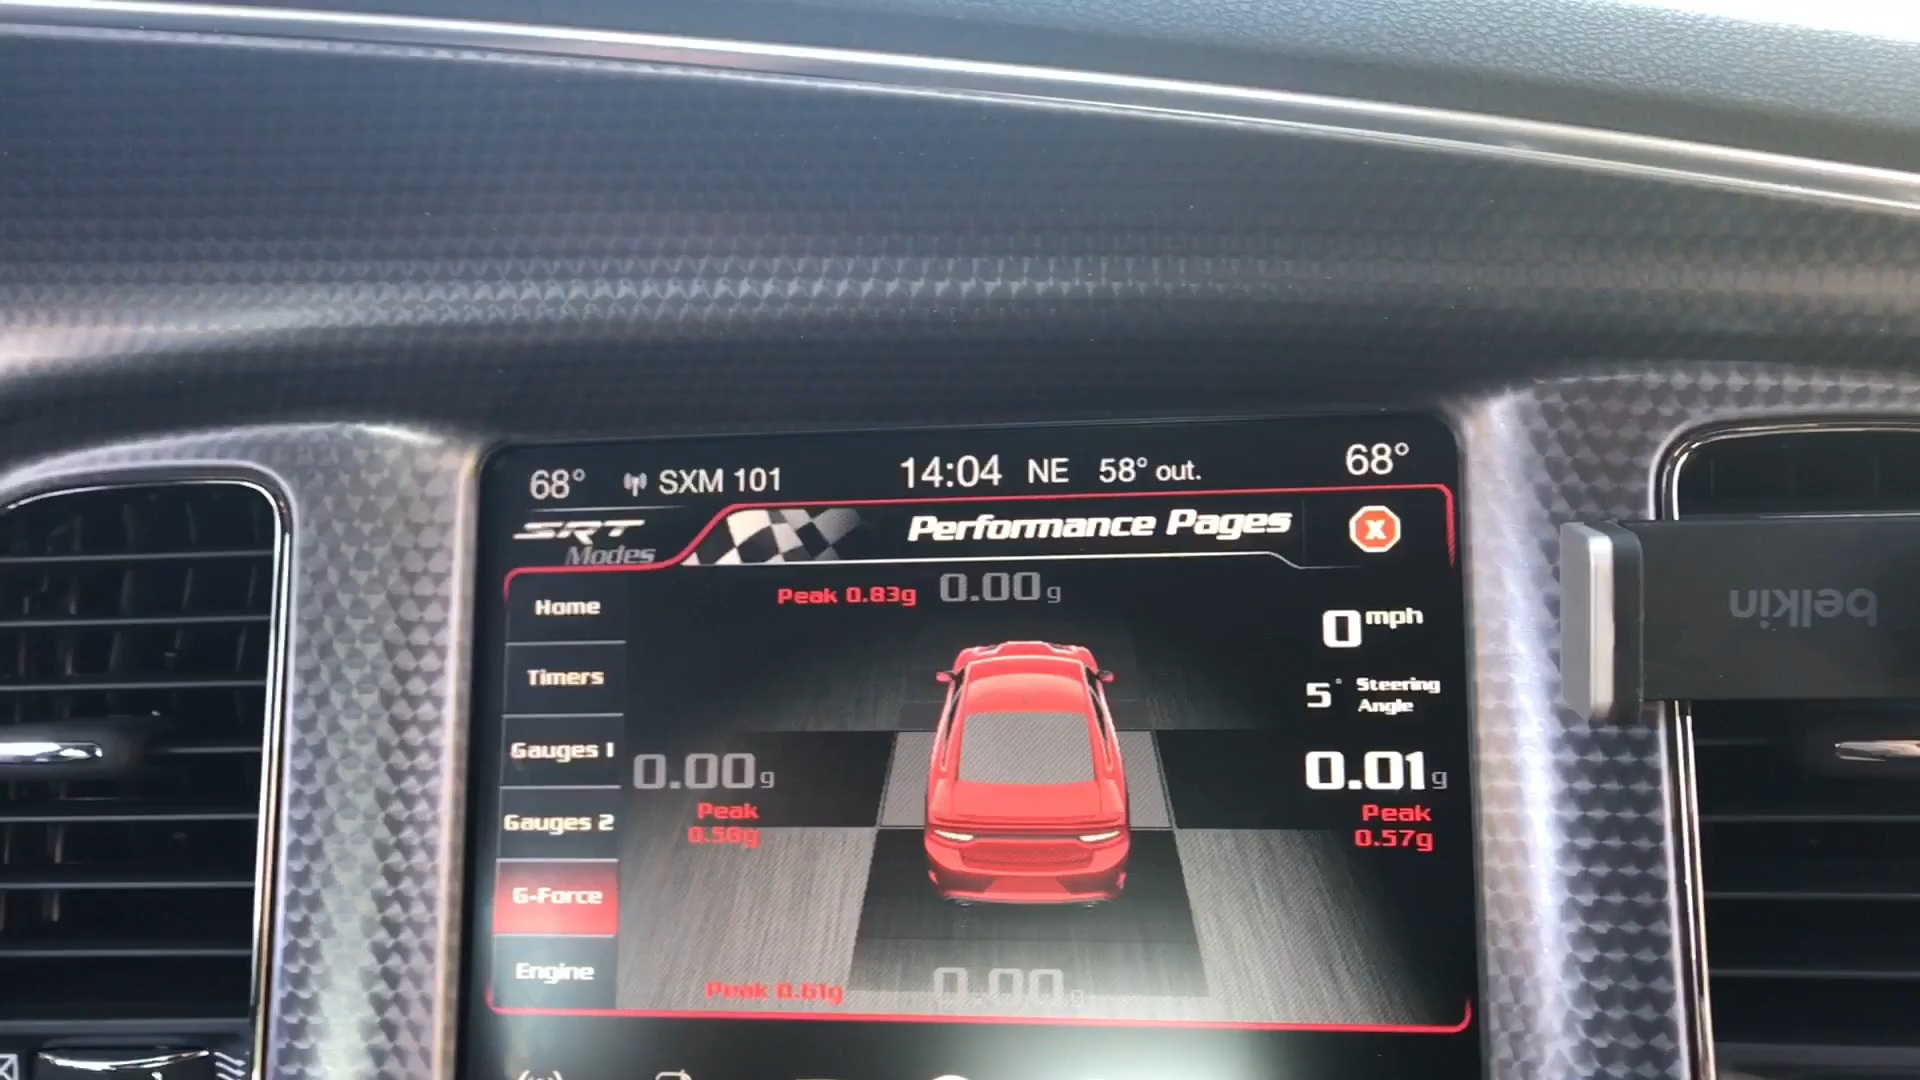 68° SXM 101 14:04 NE 58° out. 68°
SRT
Modes
Performance Pages
X
Home
Timers
Gauges 1
Gauges 2
G-Force
Engine
Peak 0.83g 0.00g
0 mph
5° Steering
Angle
0.00g
Peak
0.01g
Peak
0.57g
Peak 0.61g 0.00g
belkin